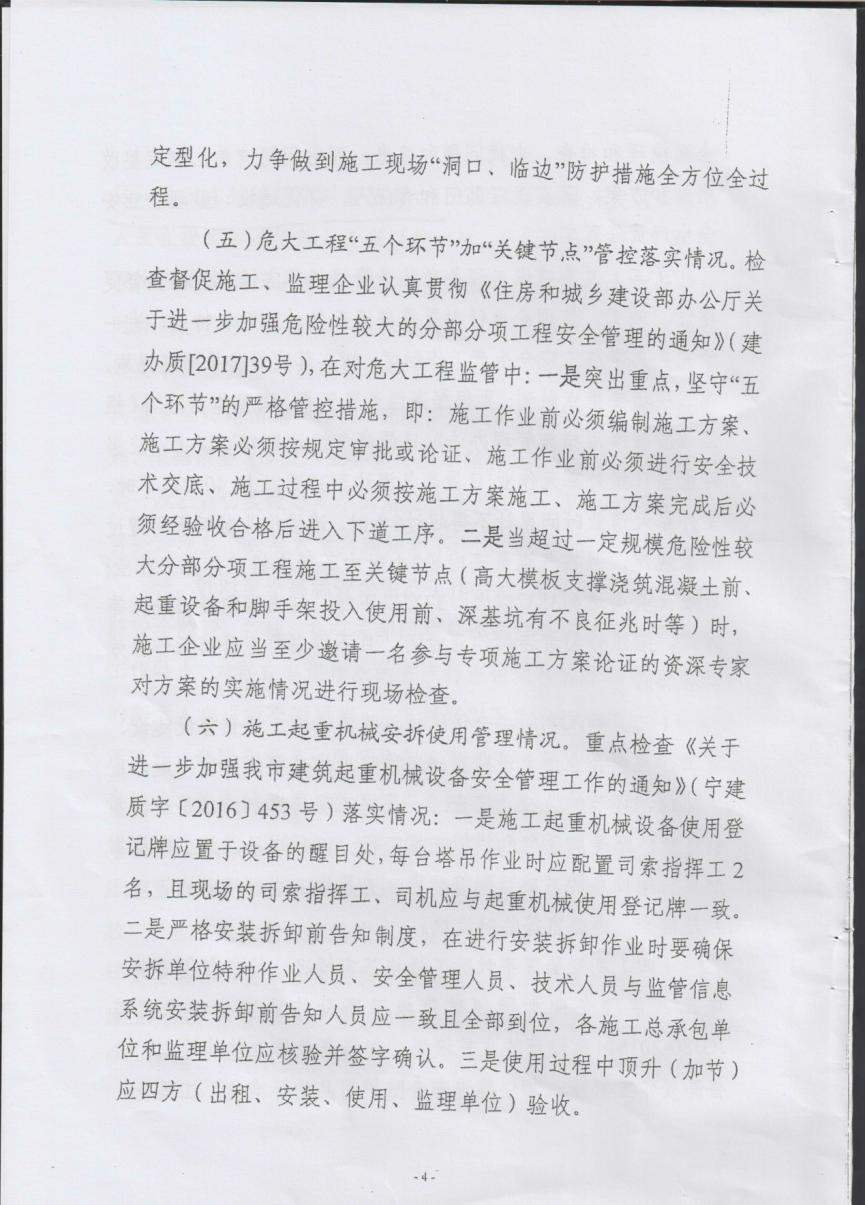 定型化，力争做到施工现场“洞口、临边”防护措施全方位全过
程。
（五）危大工程“五个环节”加“关键节点”管控落实情况。检
查督促施工、监理企业认真贯彻《住房和城乡建设部办公厅关
于进一步加强危险性较大的分部分项工程安全管理的通知》（建
办质[2017]39号），在对危大工程监管中：一是突出重点，坚守“五
个环节”的严格管控措施，即：施工作业前必须编制施工方案、
施工方案必须按规定审批或论证、施工作业前必须进行安全技
术交底、施工过程中必须按施工方案施工、施工方案完成后必
须经验收合格后进入下道工序。二是当超过一定规模危险性较
大分部分项工程施工至关键节点（高大模板支撑浇筑混凝土前、
起重设备和脚手架投入使用前、深基坑有不良征兆时等）时，
施工企业应当至少邀请一名参与专项施工方案论证的资深专家
对方案的实施情况进行现场检查。
（六）施工起重机械安拆使用管理情况。重点检查《关于
进一步加强我市建筑起重机械设备安全管理工作的通知》（宁建
质字〔2016〕453 号）落实情况：一是施工起重机械设备使用登
记牌应置于设备的醒目处，每台塔吊作业时应配置司索指挥工 2
名，且现场的司索指挥工、司机应与起重机械使用登记牌一致。
二是严格安装拆卸前告知制度，在进行安装拆卸作业时要确保
安拆单位特种作业人员、安全管理人员、技术人员与监管信息
系统安装拆卸前告知人员应一致且全部到位，各施工总承包单
位和监理单位应核验并签字确认。三是使用过程中顶升（加节）
应四方（出租、安装、使用、监理单位）验收。
-4-